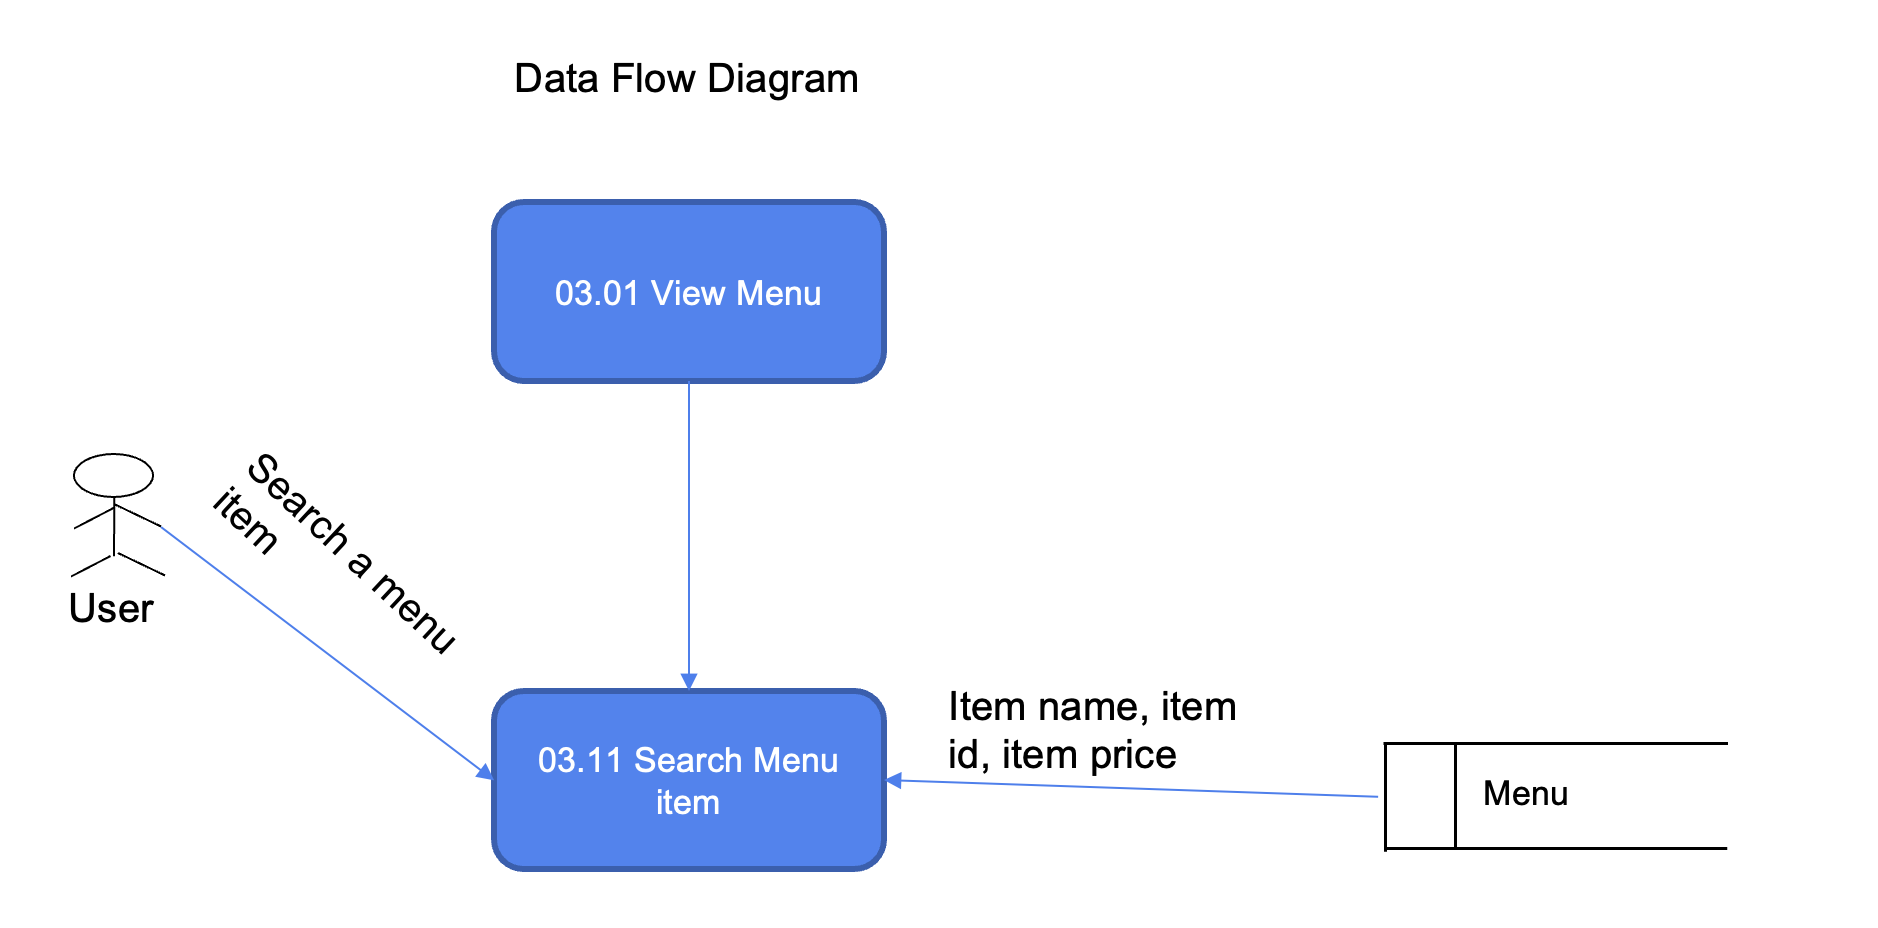 Data Flow Diagram
03.01 View Menu
Search a menu
item
User
Item name, item
id, item price
03.11 Search Menu
item
Menu